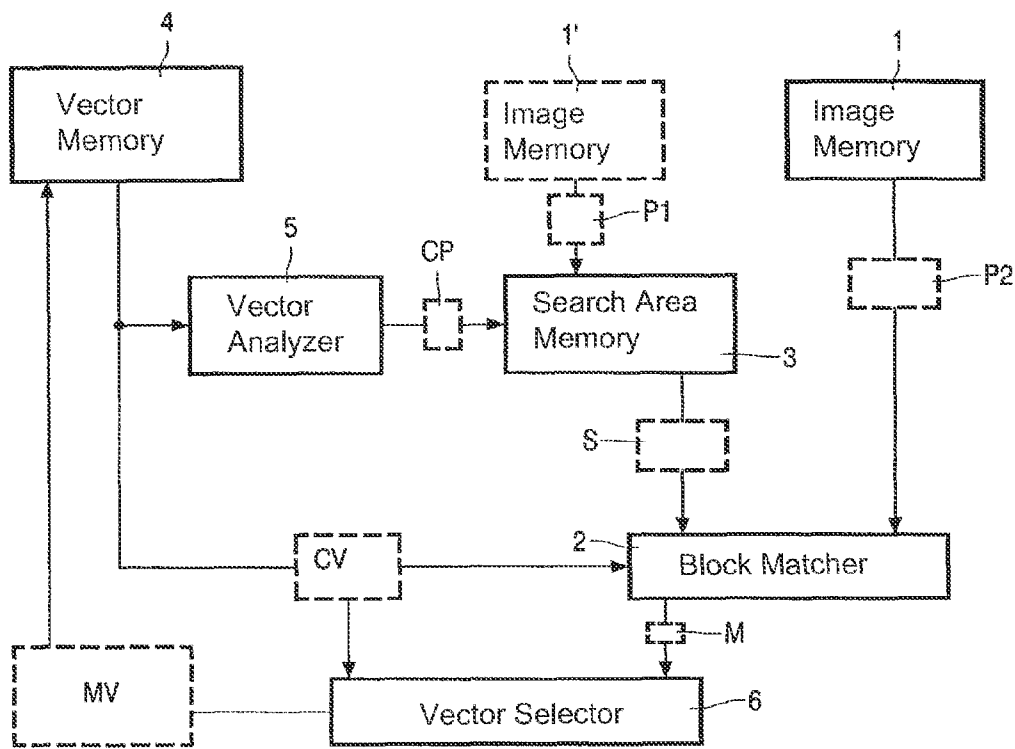 4
Vector
Memory
1'
Image
Memory
1
Image
Memory
P1
P2
5
Vector
Analyzer
CP
Search Area
Memory
3
S
CV
2
Block Matcher
M
MV
Vector Selector
6